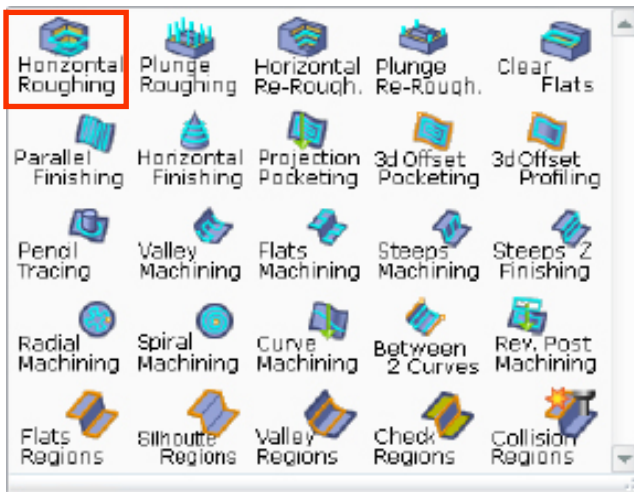 Horizontal Plunge Horizontal Plunge Clear
Roughing Roughing Re-Rough. Re-Rough. Flats
Parallel Horizontal Projection 3d Offset 3d Offset
Finishing Finishing Pocketing Pocketing Profiling
Pencil Valley Flats Steeps Steeps Z
Tracing Machining Machining Machining Finishing
Radial Spiral Curve Between Rev. Post
Machining Machining Machining 2 Curves Machining
Flats Silhoutte Valley Check Collision
Regions Regions Regions Regions Regions